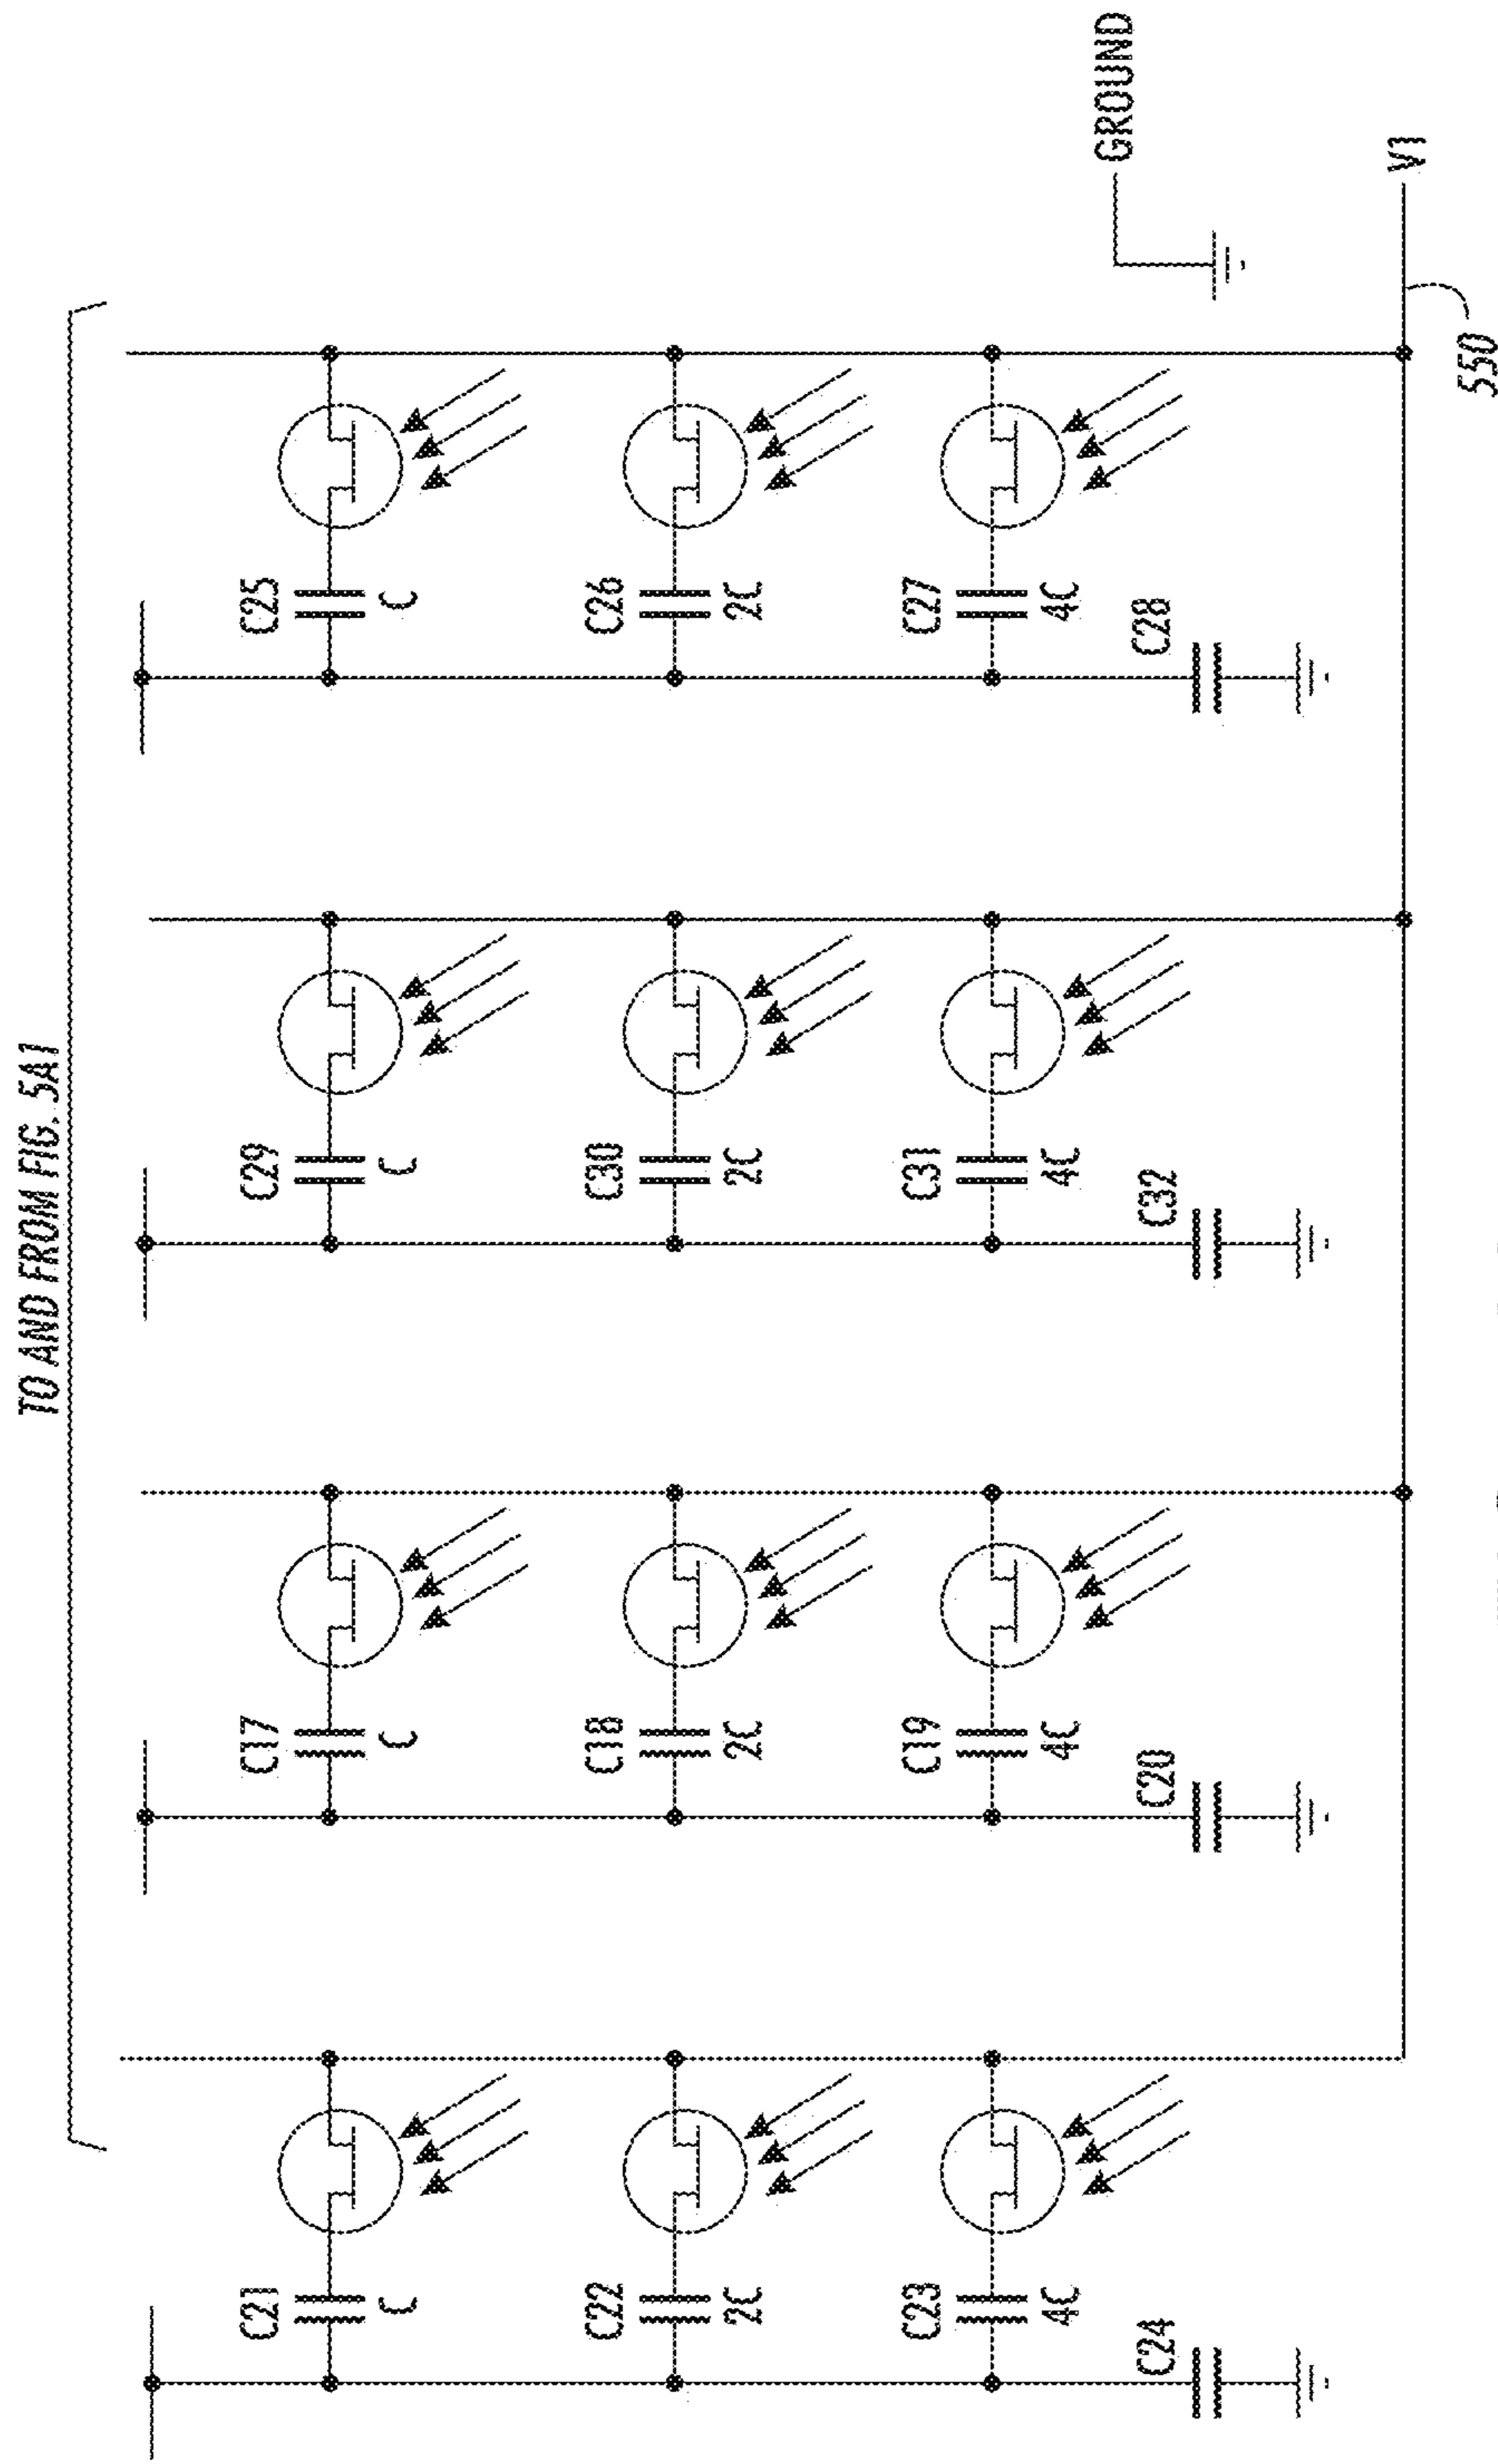 TO AND FROM FIG. 5A1
C21
C
C22
2C
C23
4C
C24
C17
C
C18
2C
C19
4C
C20
C29
C
C30
2C
C31
4C
C32
C25
C
C26
2C
C27
4C
C28
GROUND
V1
550